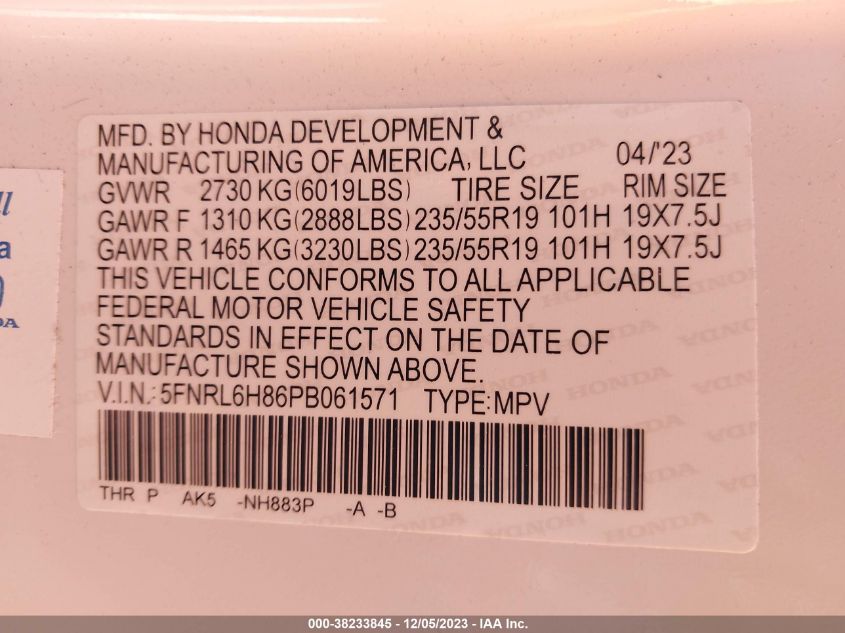 MFD. BY HONDA DEVELOPMENT &
MANUFACTURING OF AMERICA, LLC 04/'23
GVWR 2730 KG(6019LBS) TIRE SIZE RIM SIZE
GAWR F 1310 KG(2888LBS) 235/55R19 101H 19X7.5J
GAWR R 1465 KG(3230LBS) 235/55R19 101H 19X7.5J
THIS VEHICLE CONFORMS TO ALL APPLICABLE
FEDERAL MOTOR VEHICLE SAFETY
STANDARDS IN EFFECT ON THE DATE OF
MANUFACTURE SHOWN ABOVE.
V.I.N.: 5FNRL6H86PB061571 TYPE: MPV
THR P AK5 -NH883P -A -B
000-38233845 - 12/05/2023 - IAA Inc.